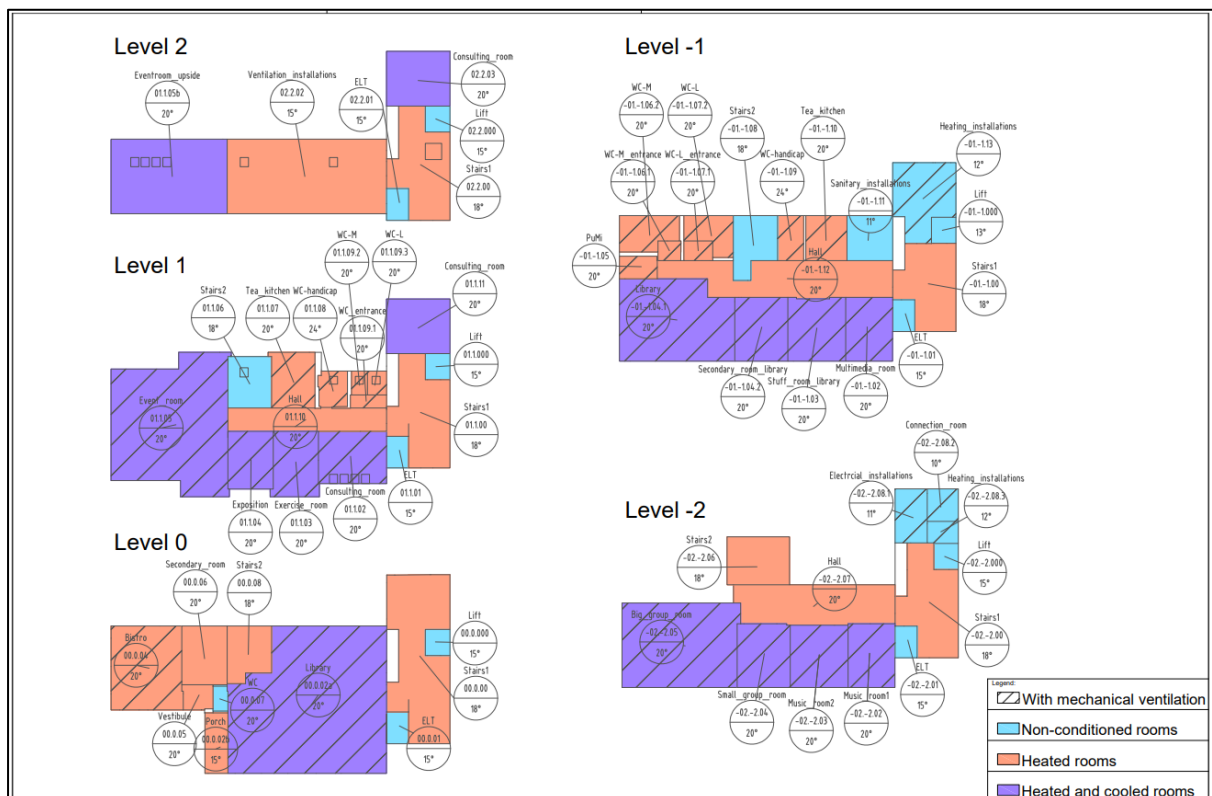 Level 2
Eventroom_upside
01.1.05b
20°
Ventilation_installations
02.2.02
15°
ELT
02.2.01
15°
Consulting_room
02.2.03
20°
Lift
02.2.000
15°
Stairs1
02.2.00
18°
Level 1
Stairs2
01.1.06
18°
Tea_kitchen
01.1.07
20°
WC-handicap
01.1.08
24°
WC-M
01.1.09.2
20°
WC-L
01.1.09.3
20°
WC_entrance
01.1.09.1
20°
Consulting_room
01.1.11
20°
Lift
01.1.000
15°
Stairs1
01.1.00
18°
Event_room
01.1.05
20°
Hall
01.1.10
20°
Exposition
01.1.04
20°
Exercise_room
01.1.03
20°
Consulting_room
01.1.02
20°
ELT
01.1.01
15°
Level 0
Secondary_room
00.0.06
20°
Stairs2
00.0.08
18°
Bistro
00.0.04
20°
Library
00.0.02a
20°
WC
00.0.07
20°
Vestibule
00.0.05
20°
Porch
00.0.02b
15°
Lift
00.0.000
15°
Stairs1
00.0.00
18°
ELT
00.0.01
15°
Level -1
WC-M
-01.-1.06.2
20°
WC-L
-01.-1.07.2
20°
Stairs2
-01.-1.08
18°
Tea_kitchen
-01.-1.10
20°
Heating_installations
-01.-1.13
12°
WC-M_entrance
-01.-1.06.1
20°
WC-L_entrance
-01.-1.07.1
20°
WC-handicap
-01.-1.09
24°
Sanitary_installations
-01.-1.11
11°
Lift
-01.-1.000
13°
PuMi
-01.-1.05
20°
Hall
-01.-1.12
20°
Stairs1
-01.-1.00
18°
Library
-01.-1.04.1
20°
Secondary_room_library
-01.-1.04.2
20°
Stuff_room_library
-01.-1.03
20°
Multimedia_room
-01.-1.02
20°
ELT
-01.-1.01
15°
Level -2
Connection_room
-02.-2.08.2
10°
Electrcial_installations
-02.-2.08.1
11°
Heating_installations
-02.-2.08.3
12°
Stairs2
-02.-2.06
18°
Hall
-02.-2.07
20°
Lift
-02.-2.000
15°
Big_group_room
-02.-2.05
20°
Stairs1
-02.-2.00
18°
Small_group_room
-02.-2.04
20°
Music_room2
-02.-2.03
20°
Music_room1
-02.-2.02
20°
ELT
-02.-2.01
15°
Legend:
With mechanical ventilation
Non-conditioned rooms
Heated rooms
Heated and cooled rooms